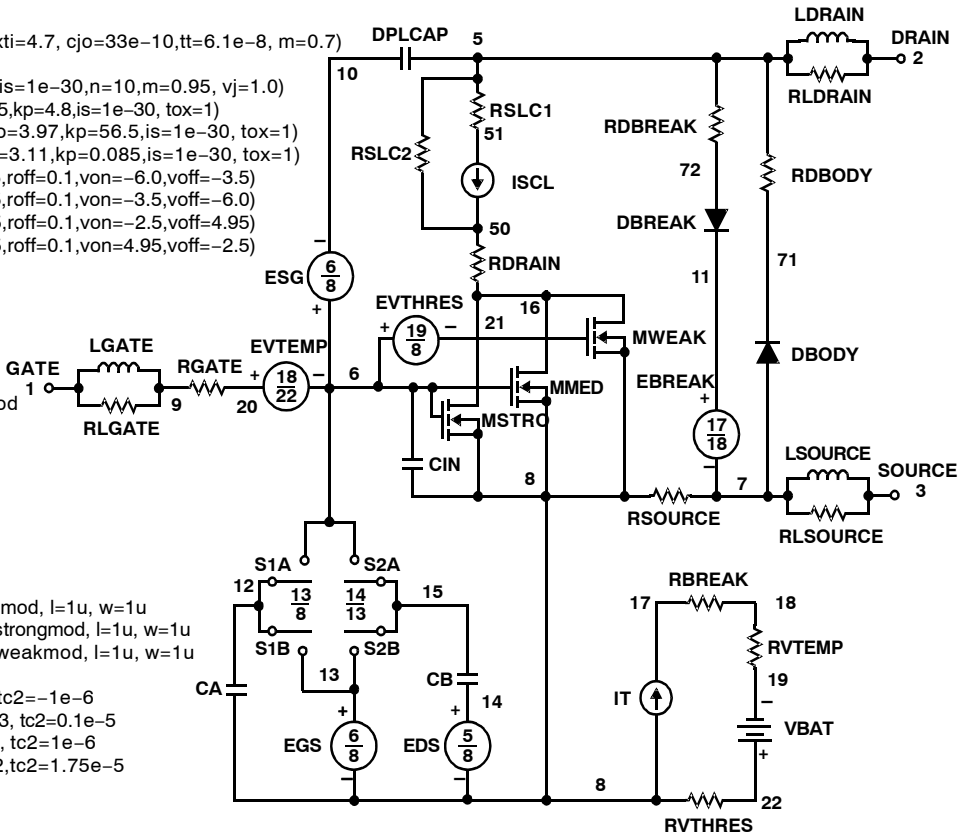 xti=4.7, cjo=33e−10,tt=6.1e−8, m=0.7)
is=1e−30,n=10,m=0.95, vj=1.0)
5,kp=4.8,is=1e−30, tox=1)
o=3.97,kp=56.5,is=1e−30, tox=1)
=3.11,kp=0.085,is=1e−30, tox=1)
,roff=0.1,von=−6.0,voff=−3.5)
,roff=0.1,von=−3.5,voff=−6.0)
,roff=0.1,von=−2.5,voff=4.95)
,roff=0.1,von=4.95,voff=−2.5)
DPLCAP
5
10
LDRAIN
DRAIN
2
RLDRAIN
RSLC1
51
RSLC2
ISCL
50
RDBREAK
72
RDBODY
DBREAK
11
71
RDRAIN
ESG
6
8
−
+
EVTHRES
+
19
8
−
21
16
MWEAK
LGATE
GATE
1
od
RLGATE
9
RGATE
20
EVTEMP
+
18
22
−
6
EBREAK
+
17
18
−
DBODY
MMED
MSTRO
CIN
8
RSOURCE
7
LSOURCE
SOURCE
3
RLSOURCE
S1A
S2A
12
13
8
14
13
15
S1B
S2B
13
mod, l=1u, w=1u
strongmod, l=1u, w=1u
weakmod, l=1u, w=1u
tc2=−1e−6
3, tc2=0.1e−5
, tc2=1e−6
2,tc2=1.75e−5
CA
CB
14
+
EGS
6
8
−
+
EDS
5
8
−
8
RBREAK
17
18
RVTEMP
19
IT
−
VBAT
+
22
RVTHRES